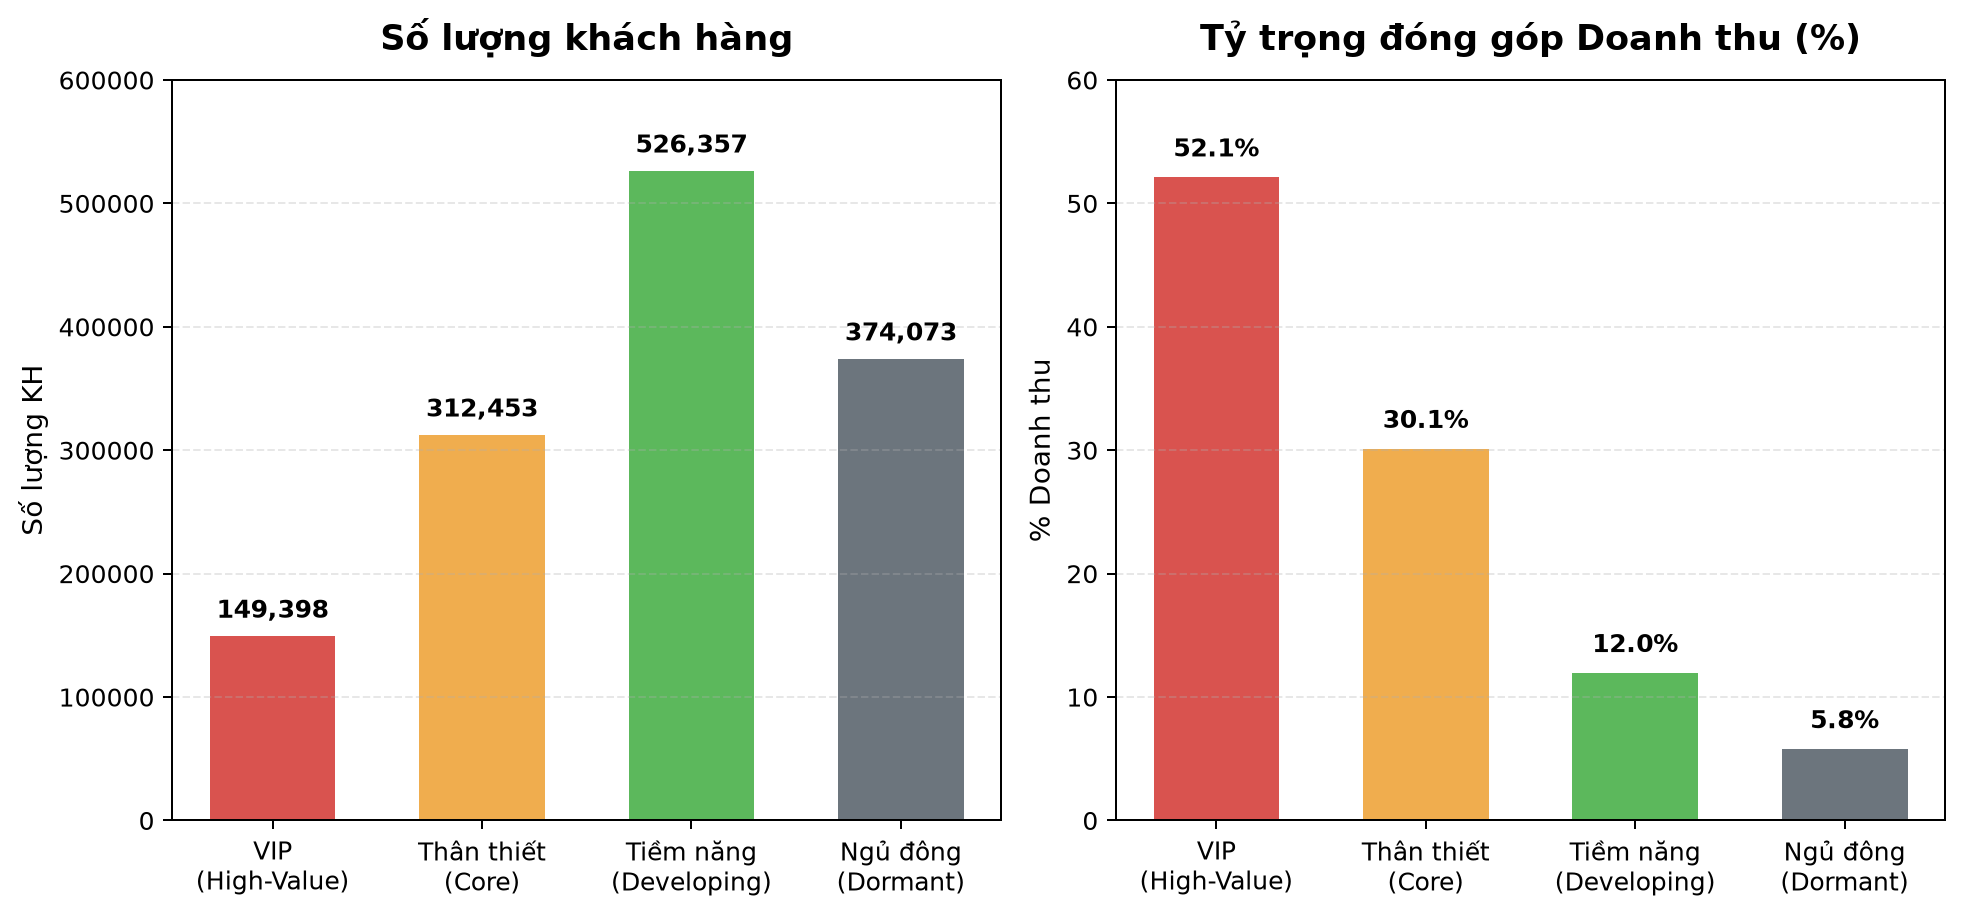 Số lượng khách hàng
Số lượng KH
600000
500000
400000
300000
200000
100000
0
149,398
312,453
526,357
374,073
VIP
(High-Value)
Thân thiết
(Core)
Tiềm năng
(Developing)
Ngủ đông
(Dormant)
Tỷ trọng đóng góp Doanh thu (%)
% Doanh thu
60
50
40
30
20
10
0
52.1%
30.1%
12.0%
5.8%
VIP
(High-Value)
Thân thiết
(Core)
Tiềm năng
(Developing)
Ngủ đông
(Dormant)